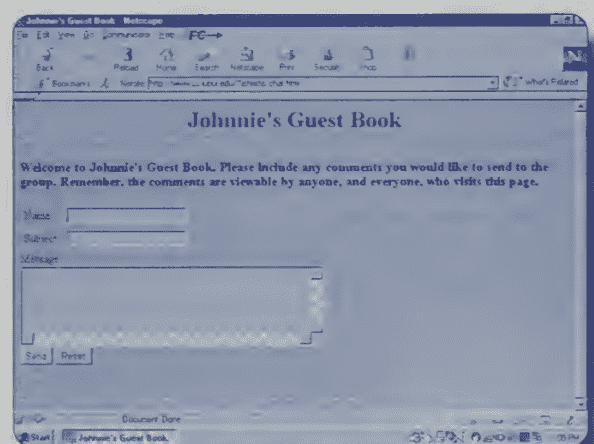 Johnnie's Guest Book - Netscape
Edit View Go Communicator
Back Reload Home Search Netscape Print Security Stop
Bookmarks What's Related
Johnnie's Guest Book
Welcome to Johnnie's Guest Book. Please include any comments you would like to send to the
group. Remember, the comments are viewable by anyone, and everyone, who visits this page.
Name
Subject
Message
Send Reset
Document Done
Start Johnnie's Guest Book